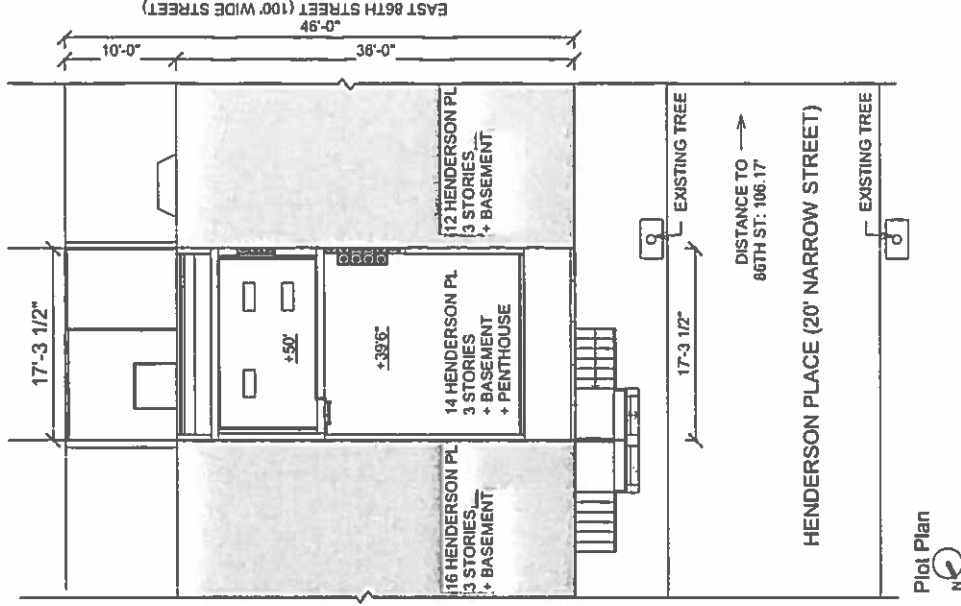 EAST 86TH STREET (100' WIDE STREET)
46'-0"
10'-0"
36'-0"
17'-3 1/2"
+50'
+39'6"
14 HENDERSON PL
3 STORIES
+ BASEMENT
+ PENTHOUSE
16 HENDERSON PL
3 STORIES
+ BASEMENT
12 HENDERSON PL
3 STORIES
+ BASEMENT
EXISTING TREE
17'-3 1/2"
DISTANCE TO
86TH ST: 106.17'
HENDERSON PLACE (20' NARROW STREET)
EXISTING TREE
Plot Plan
N